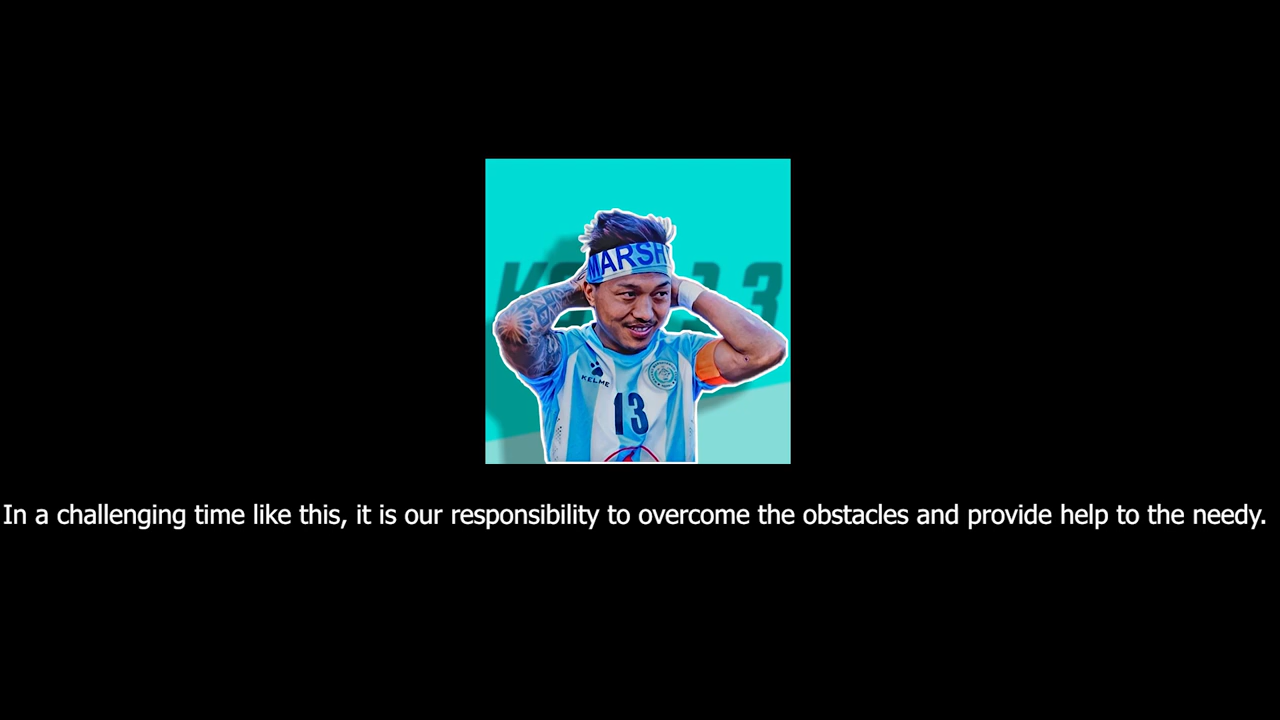 MARSH
KELME
13
In a challenging time like this, it is our responsibility to overcome the obstacles and provide help to the needy.